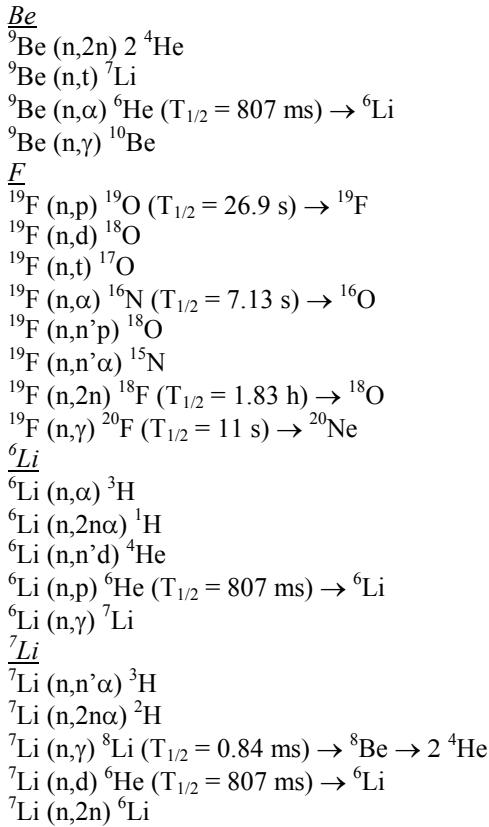 Be
⁹Be (n,2n) 2 ⁴He
⁹Be (n,t) ⁷Li
⁹Be (n,α) ⁶He (T₁/₂ = 807 ms) → ⁶Li
⁹Be (n,γ) ¹⁰Be
F
¹⁹F (n,p) ¹⁹O (T₁/₂ = 26.9 s) → ¹⁹F
¹⁹F (n,d) ¹⁸O
¹⁹F (n,t) ¹⁷O
¹⁹F (n,α) ¹⁶N (T₁/₂ = 7.13 s) → ¹⁶O
¹⁹F (n,n’p) ¹⁸O
¹⁹F (n,n’α) ¹⁵N
¹⁹F (n,2n) ¹⁸F (T₁/₂ = 1.83 h) → ¹⁸O
¹⁹F (n,γ) ²⁰F (T₁/₂ = 11 s) → ²⁰Ne
⁶Li
⁶Li (n,α) ³H
⁶Li (n,2nα) ¹H
⁶Li (n,n’d) ⁴He
⁶Li (n,p) ⁶He (T₁/₂ = 807 ms) → ⁶Li
⁶Li (n,γ) ⁷Li
⁷Li
⁷Li (n,n’α) ³H
⁷Li (n,2nα) ²H
⁷Li (n,γ) ⁸Li (T₁/₂ = 0.84 ms) → ⁸Be → 2 ⁴He
⁷Li (n,d) ⁶He (T₁/₂ = 807 ms) → ⁶Li
⁷Li (n,2n) ⁶Li